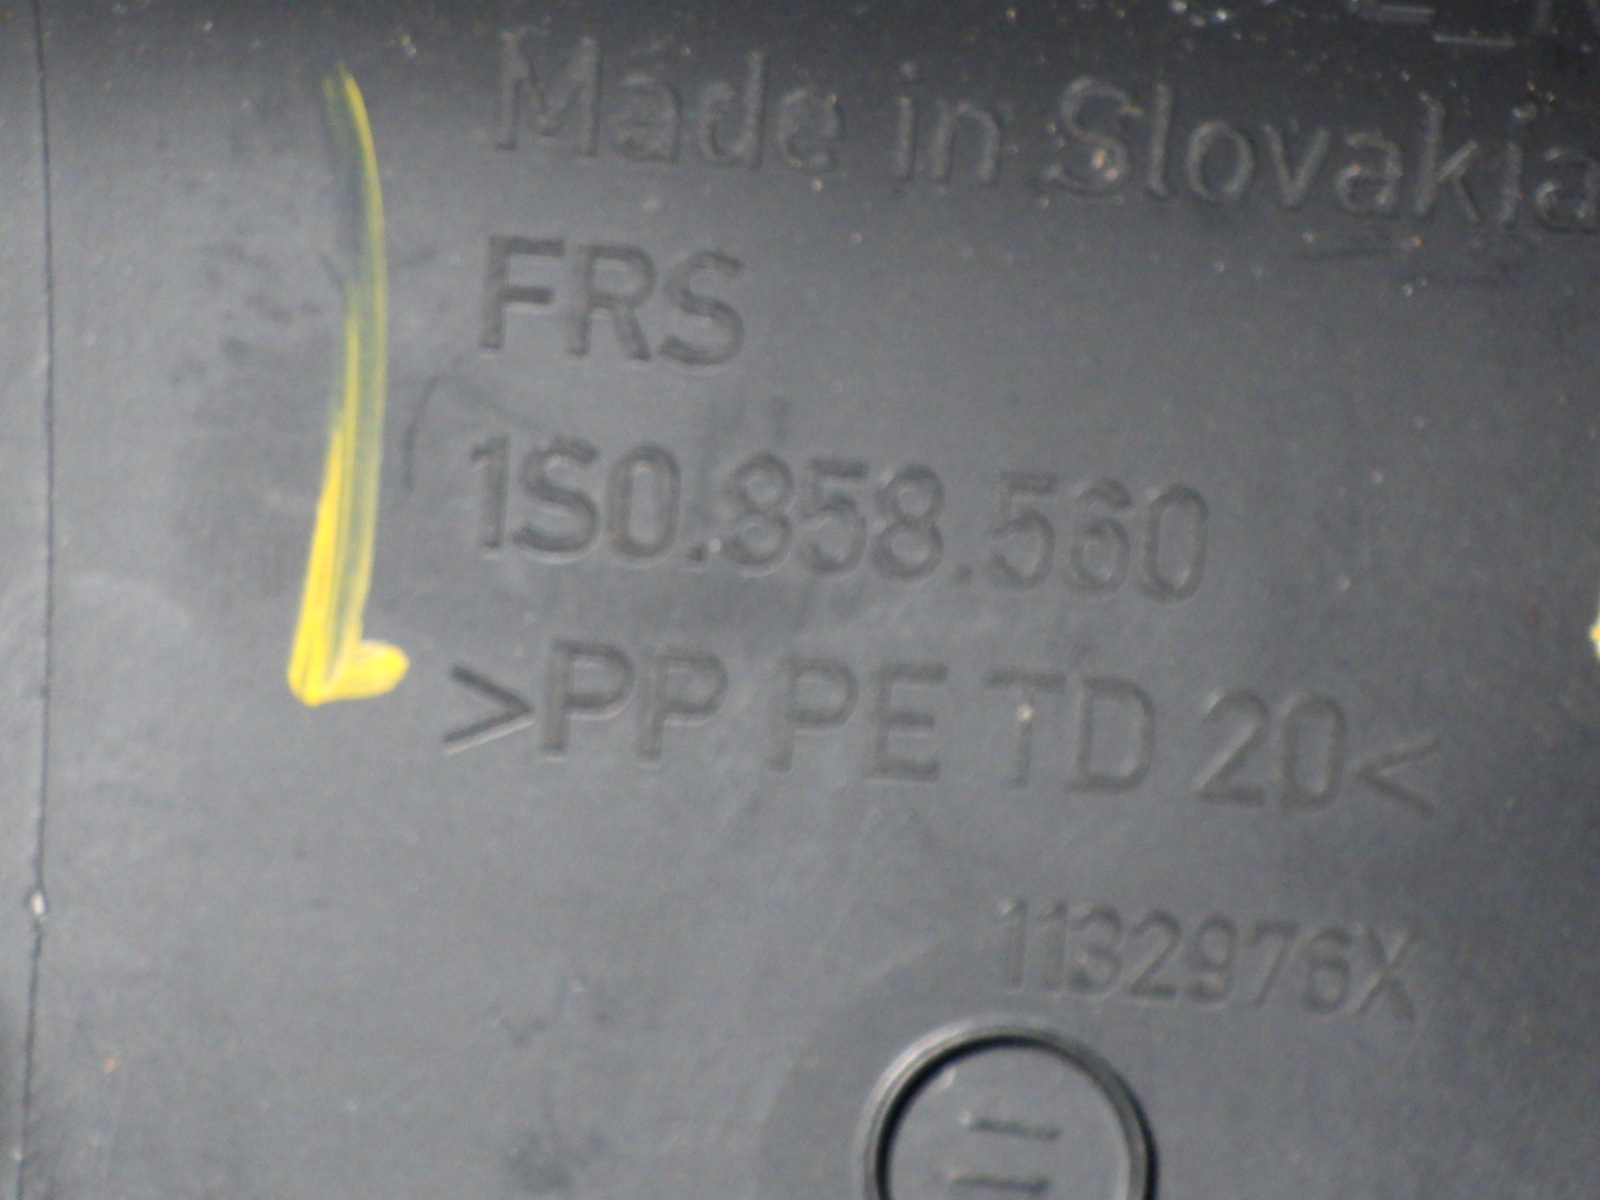 Made in Slovakia
FRS
1S0.858.560
>PP PE TD 20<
1132976X